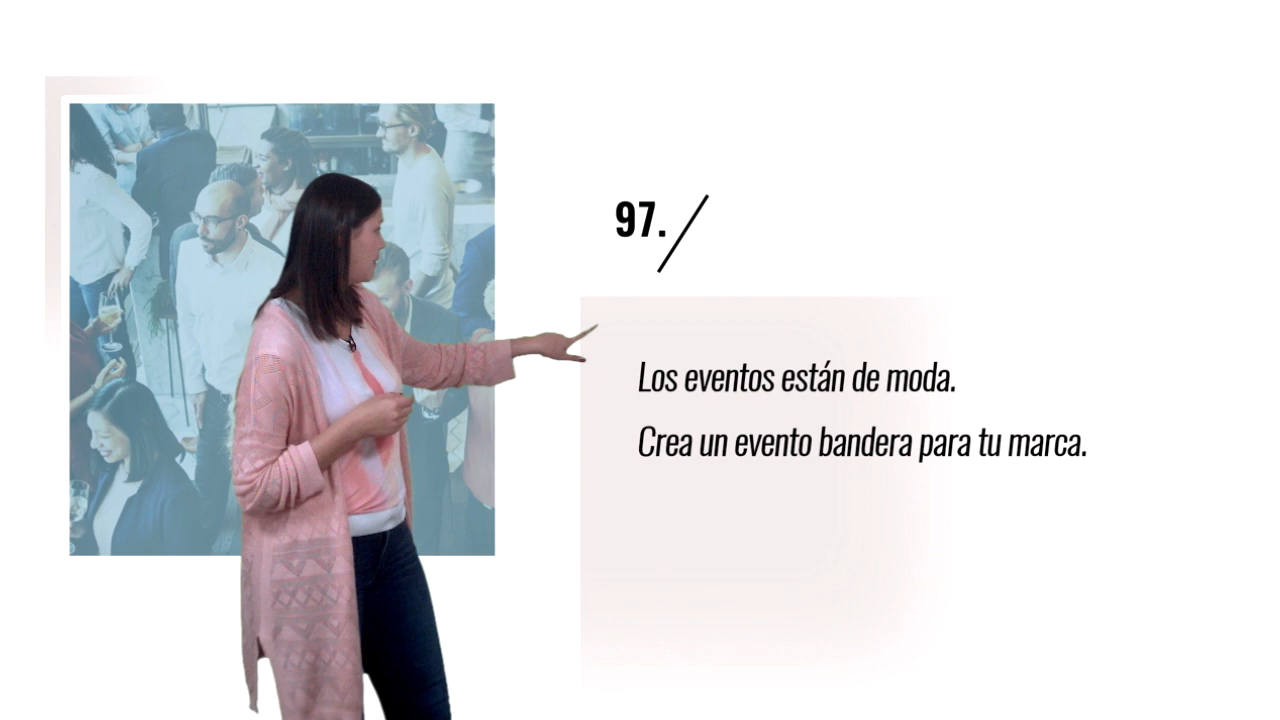 97.
Los eventos están de moda.
Crea un evento bandera para tu marca.